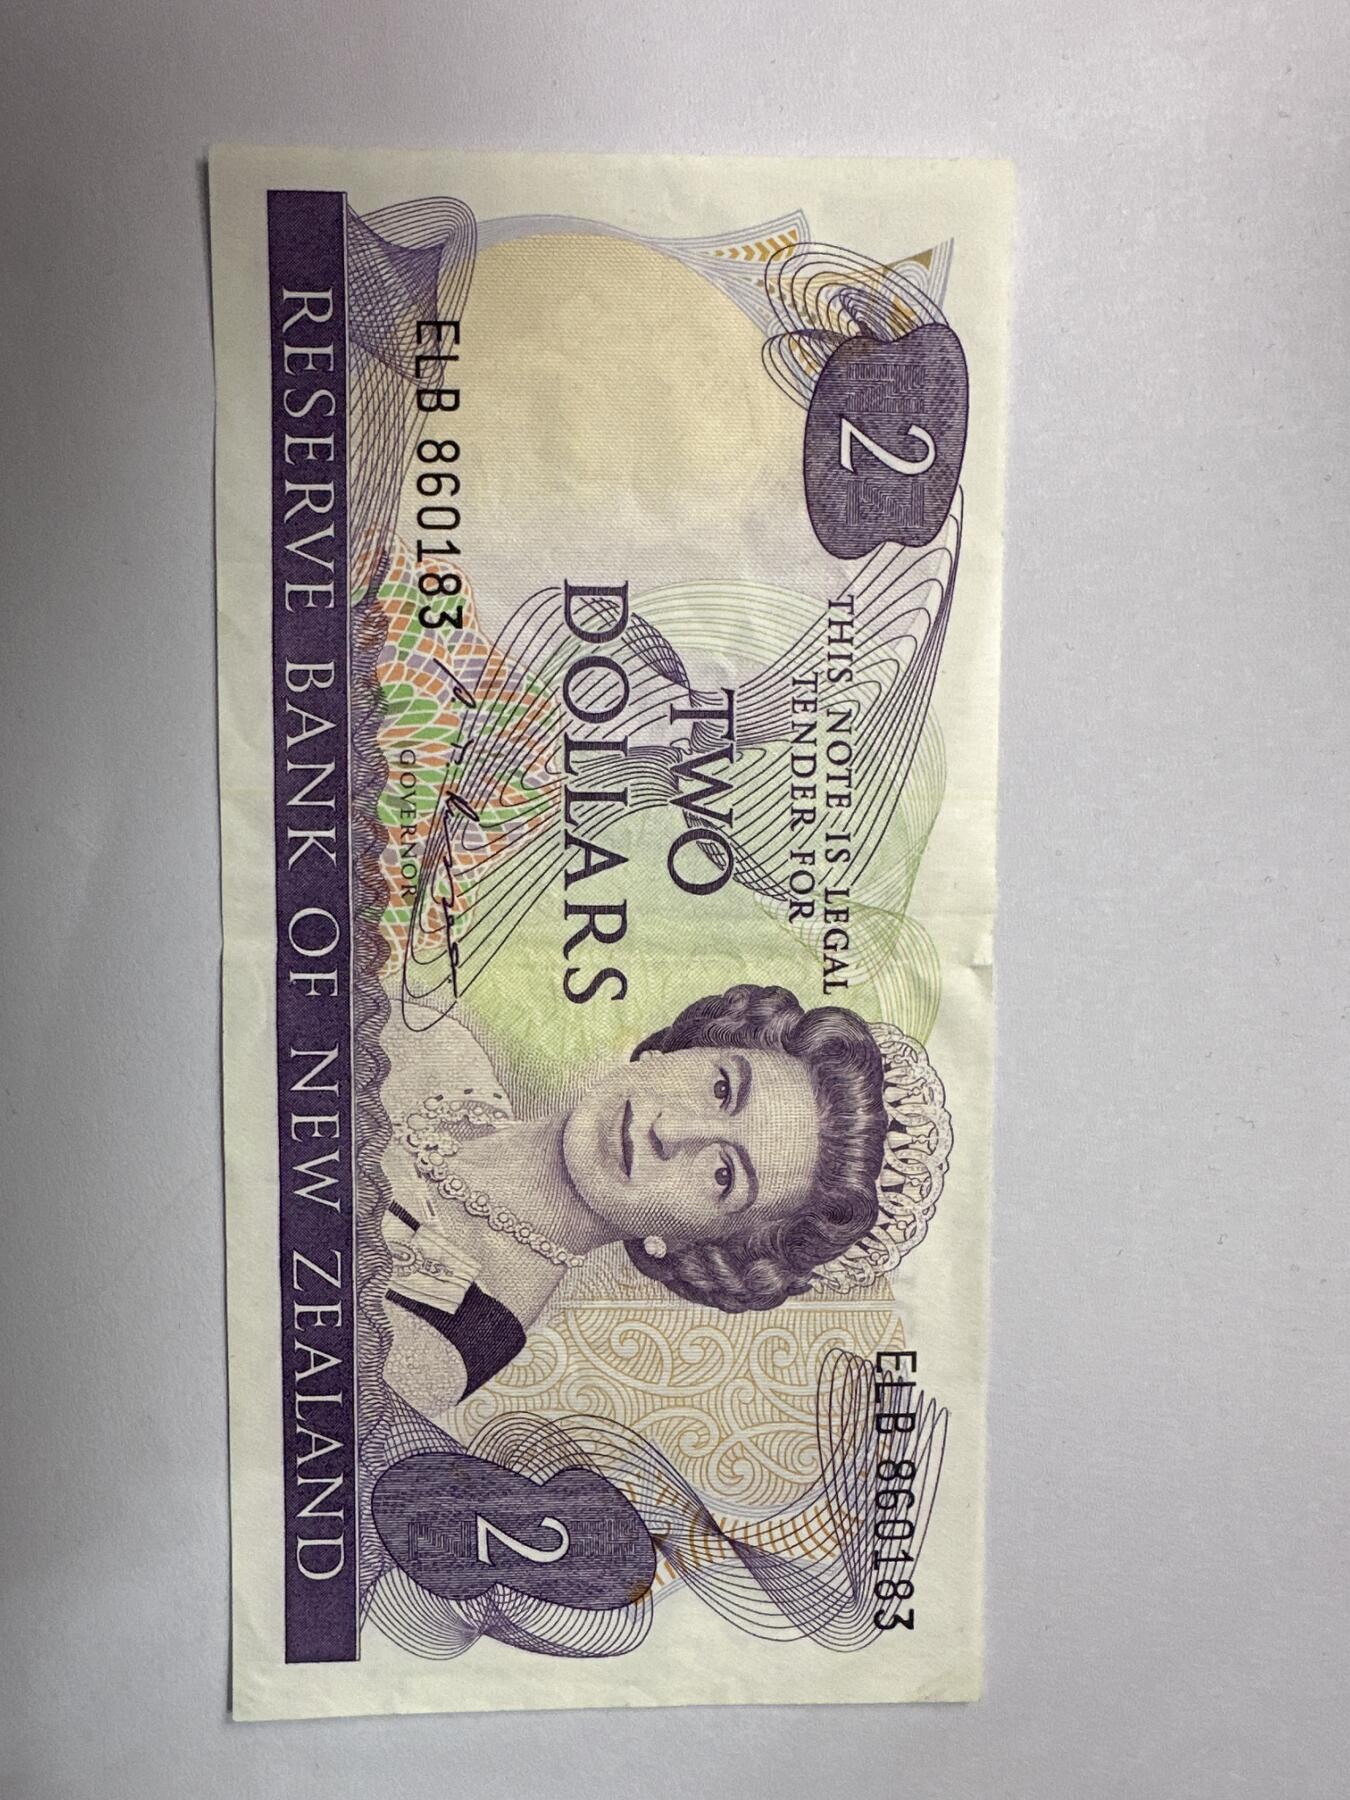 2
THIS NOTE IS LEGAL
TENDER FOR
ELB 860183
TWO
DOLLARS
ELB 860183
GOVERNOR
2
RESERVE BANK OF NEW ZEALAND